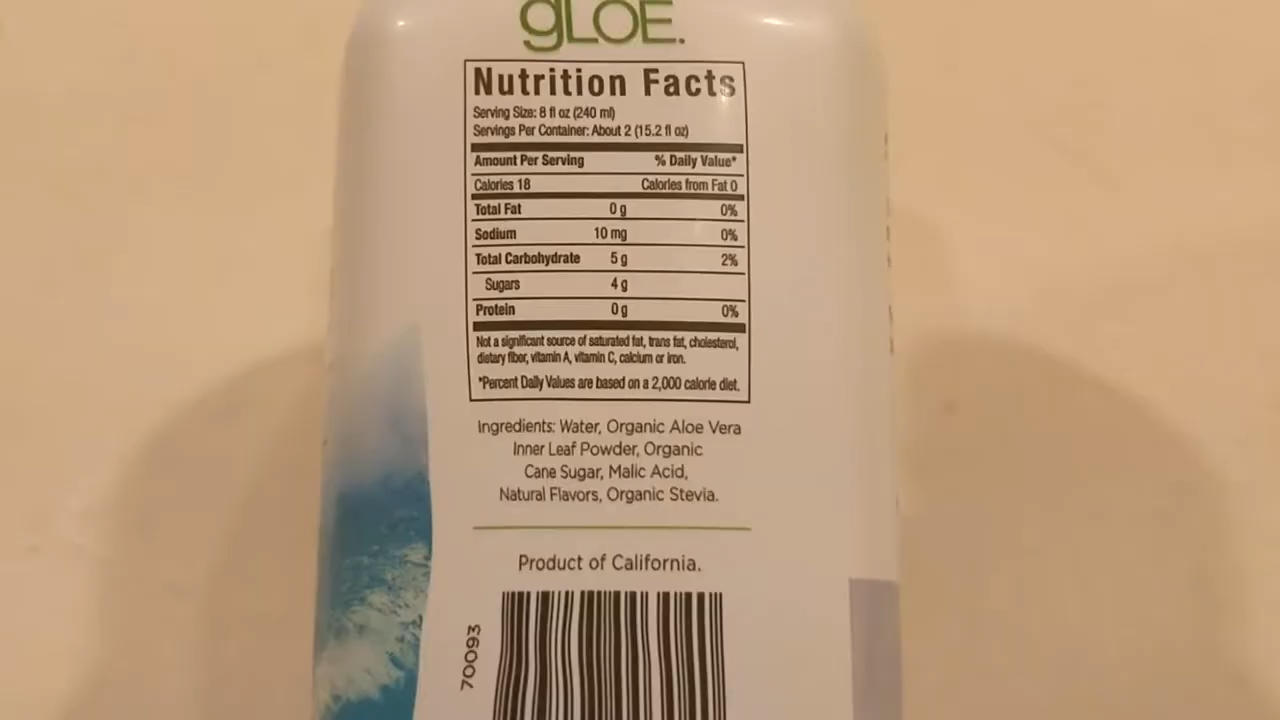 gLOE.
Nutrition Facts
Serving Size: 8 fl oz (240 ml)
Servings Per Container: About 2 (15.2 fl oz)
Amount Per Serving % Daily Value*
Calories 18 Calories from Fat 0
Total Fat 0 g 0%
Sodium 10 mg 0%
Total Carbohydrate 5 g 2%
Sugars 4 g
Protein 0 g 0%
Not a significant source of saturated fat, trans fat, cholesterol,
dietary fiber, vitamin A, vitamin C, calcium or iron.
*Percent Daily Values are based on a 2,000 calorie diet.
Ingredients: Water, Organic Aloe Vera
Inner Leaf Powder, Organic
Cane Sugar, Malic Acid,
Natural Flavors, Organic Stevia.
Product of California.
70093